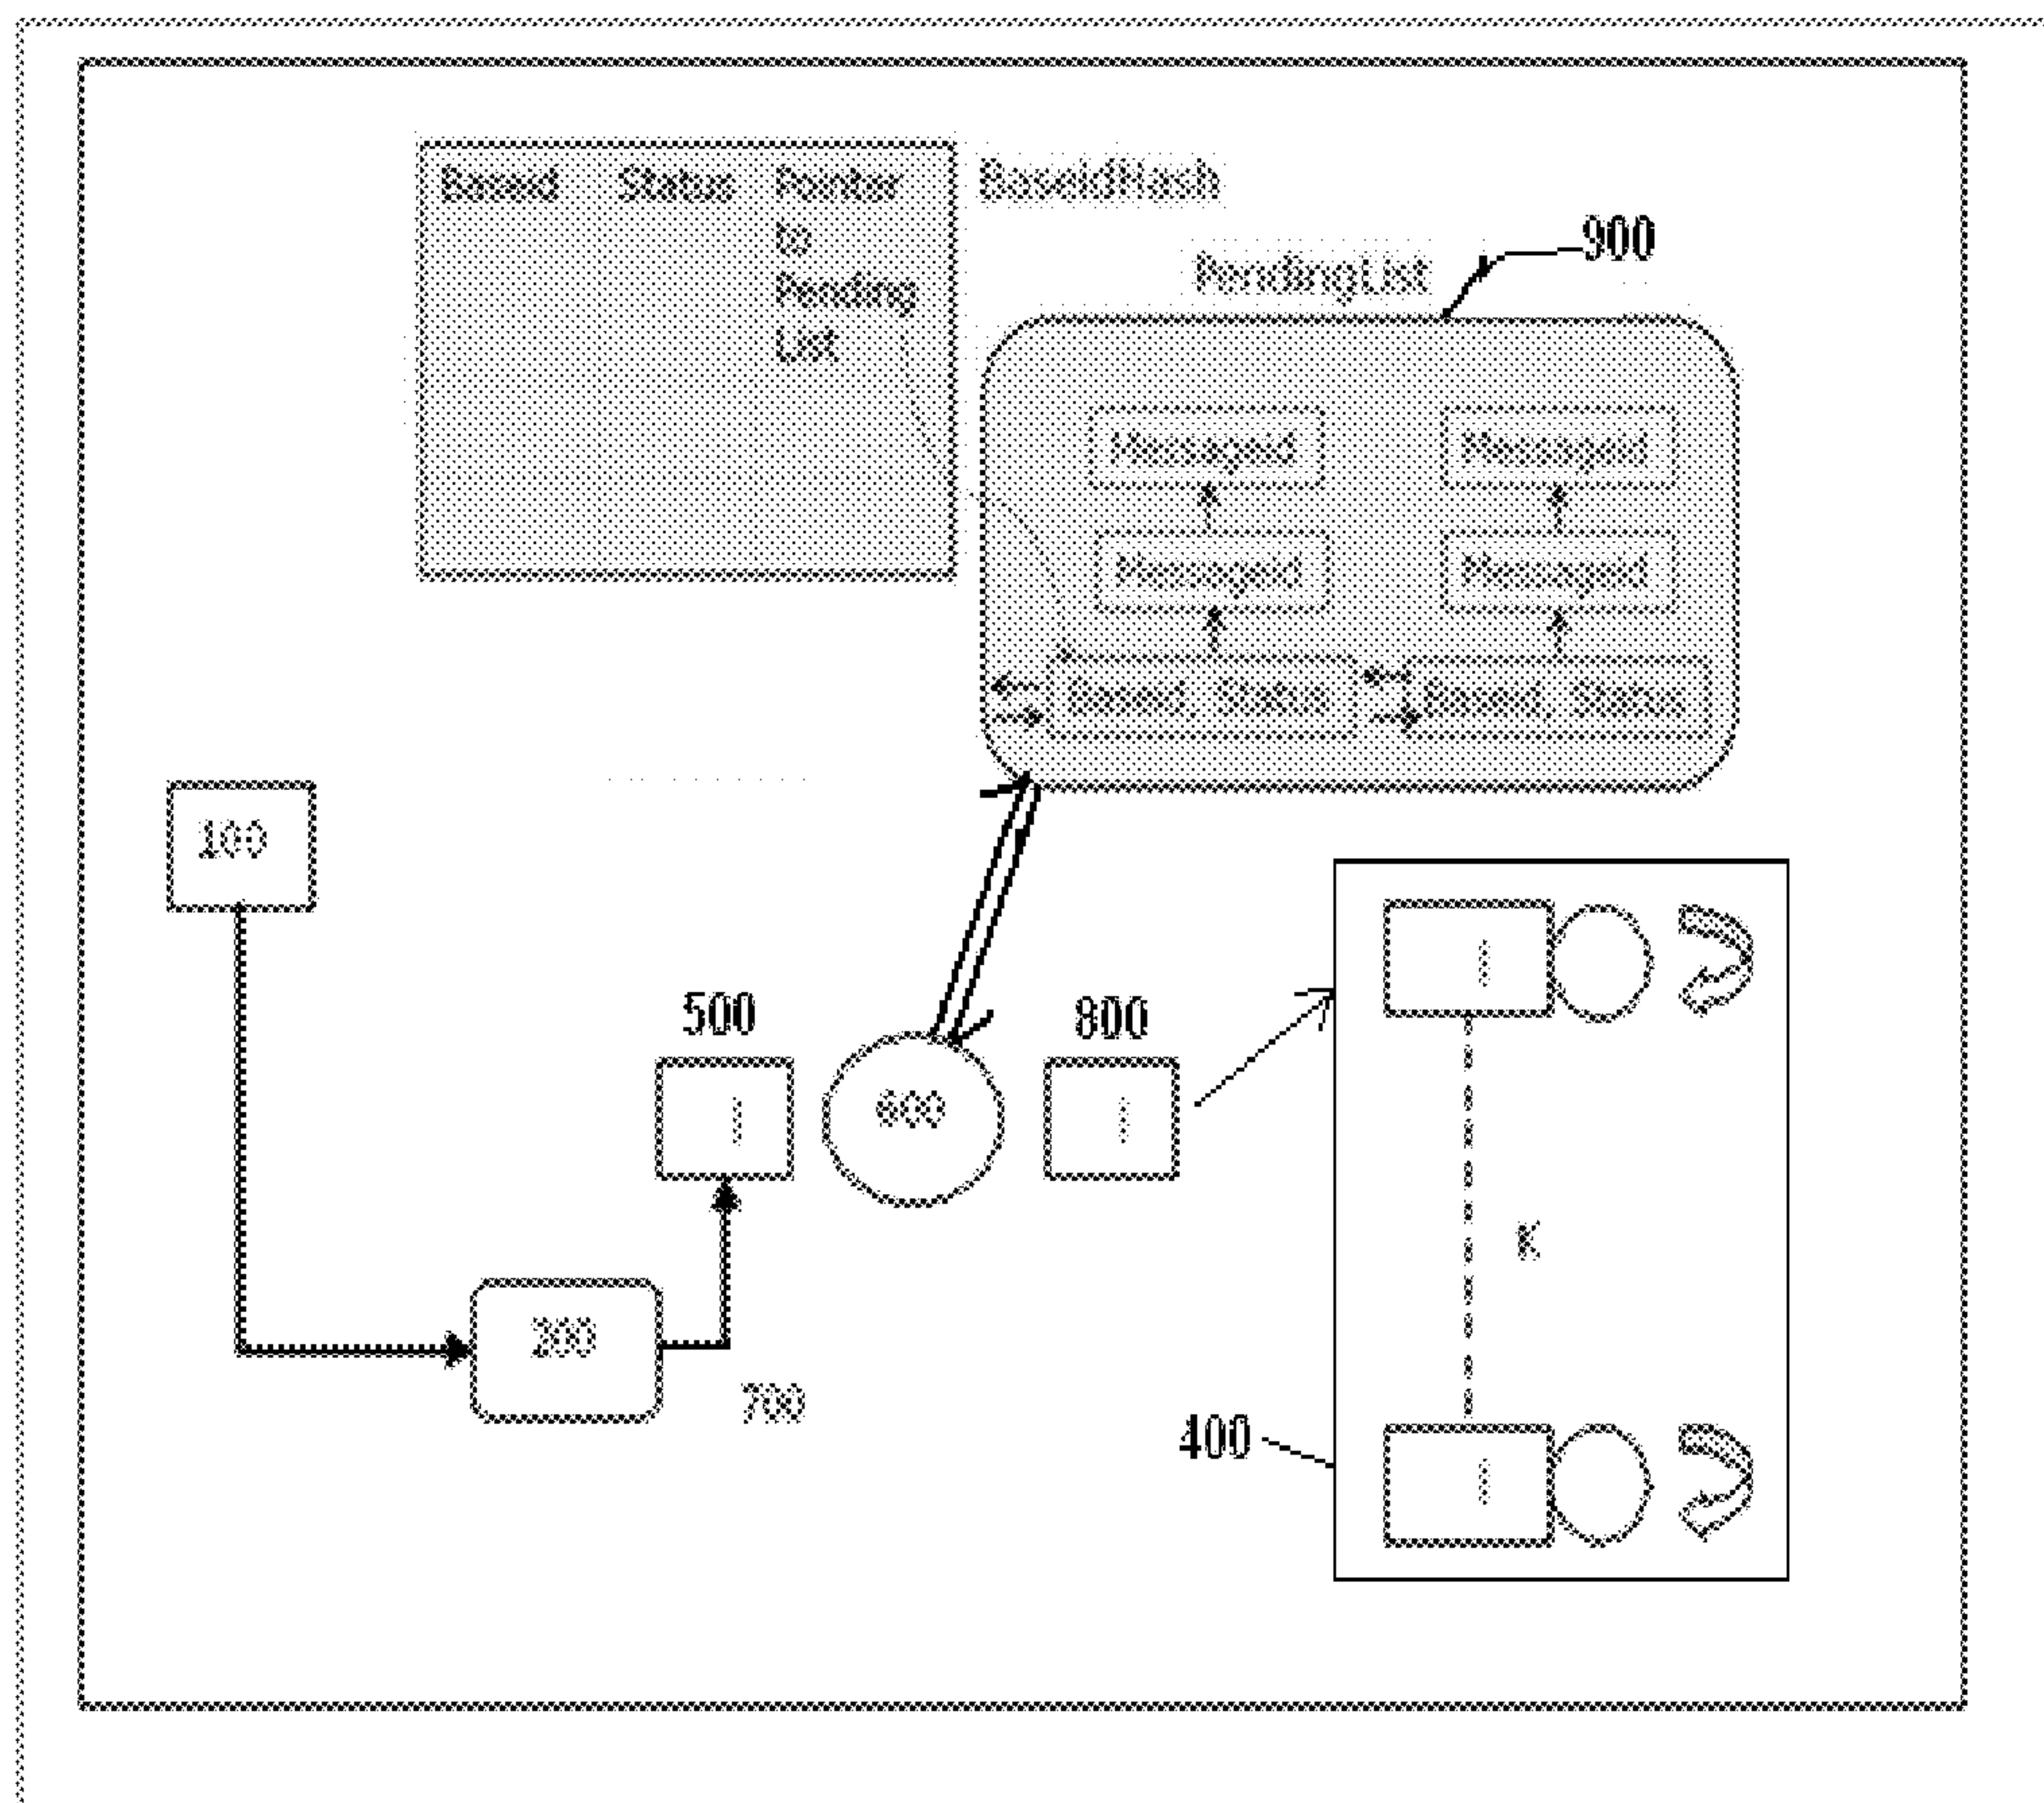 Baseid Status Pointer
to
Pending
List
BaseidHash
PendingList
900
Messageid Messageid
Messageid Messageid
Baseid, Status Baseid, Status
100
500
600
800
200
700
K
400